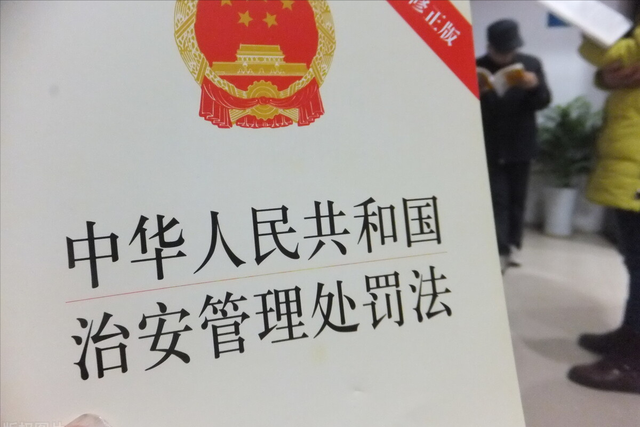 修正版
中华人民共和国
治安管理处罚法